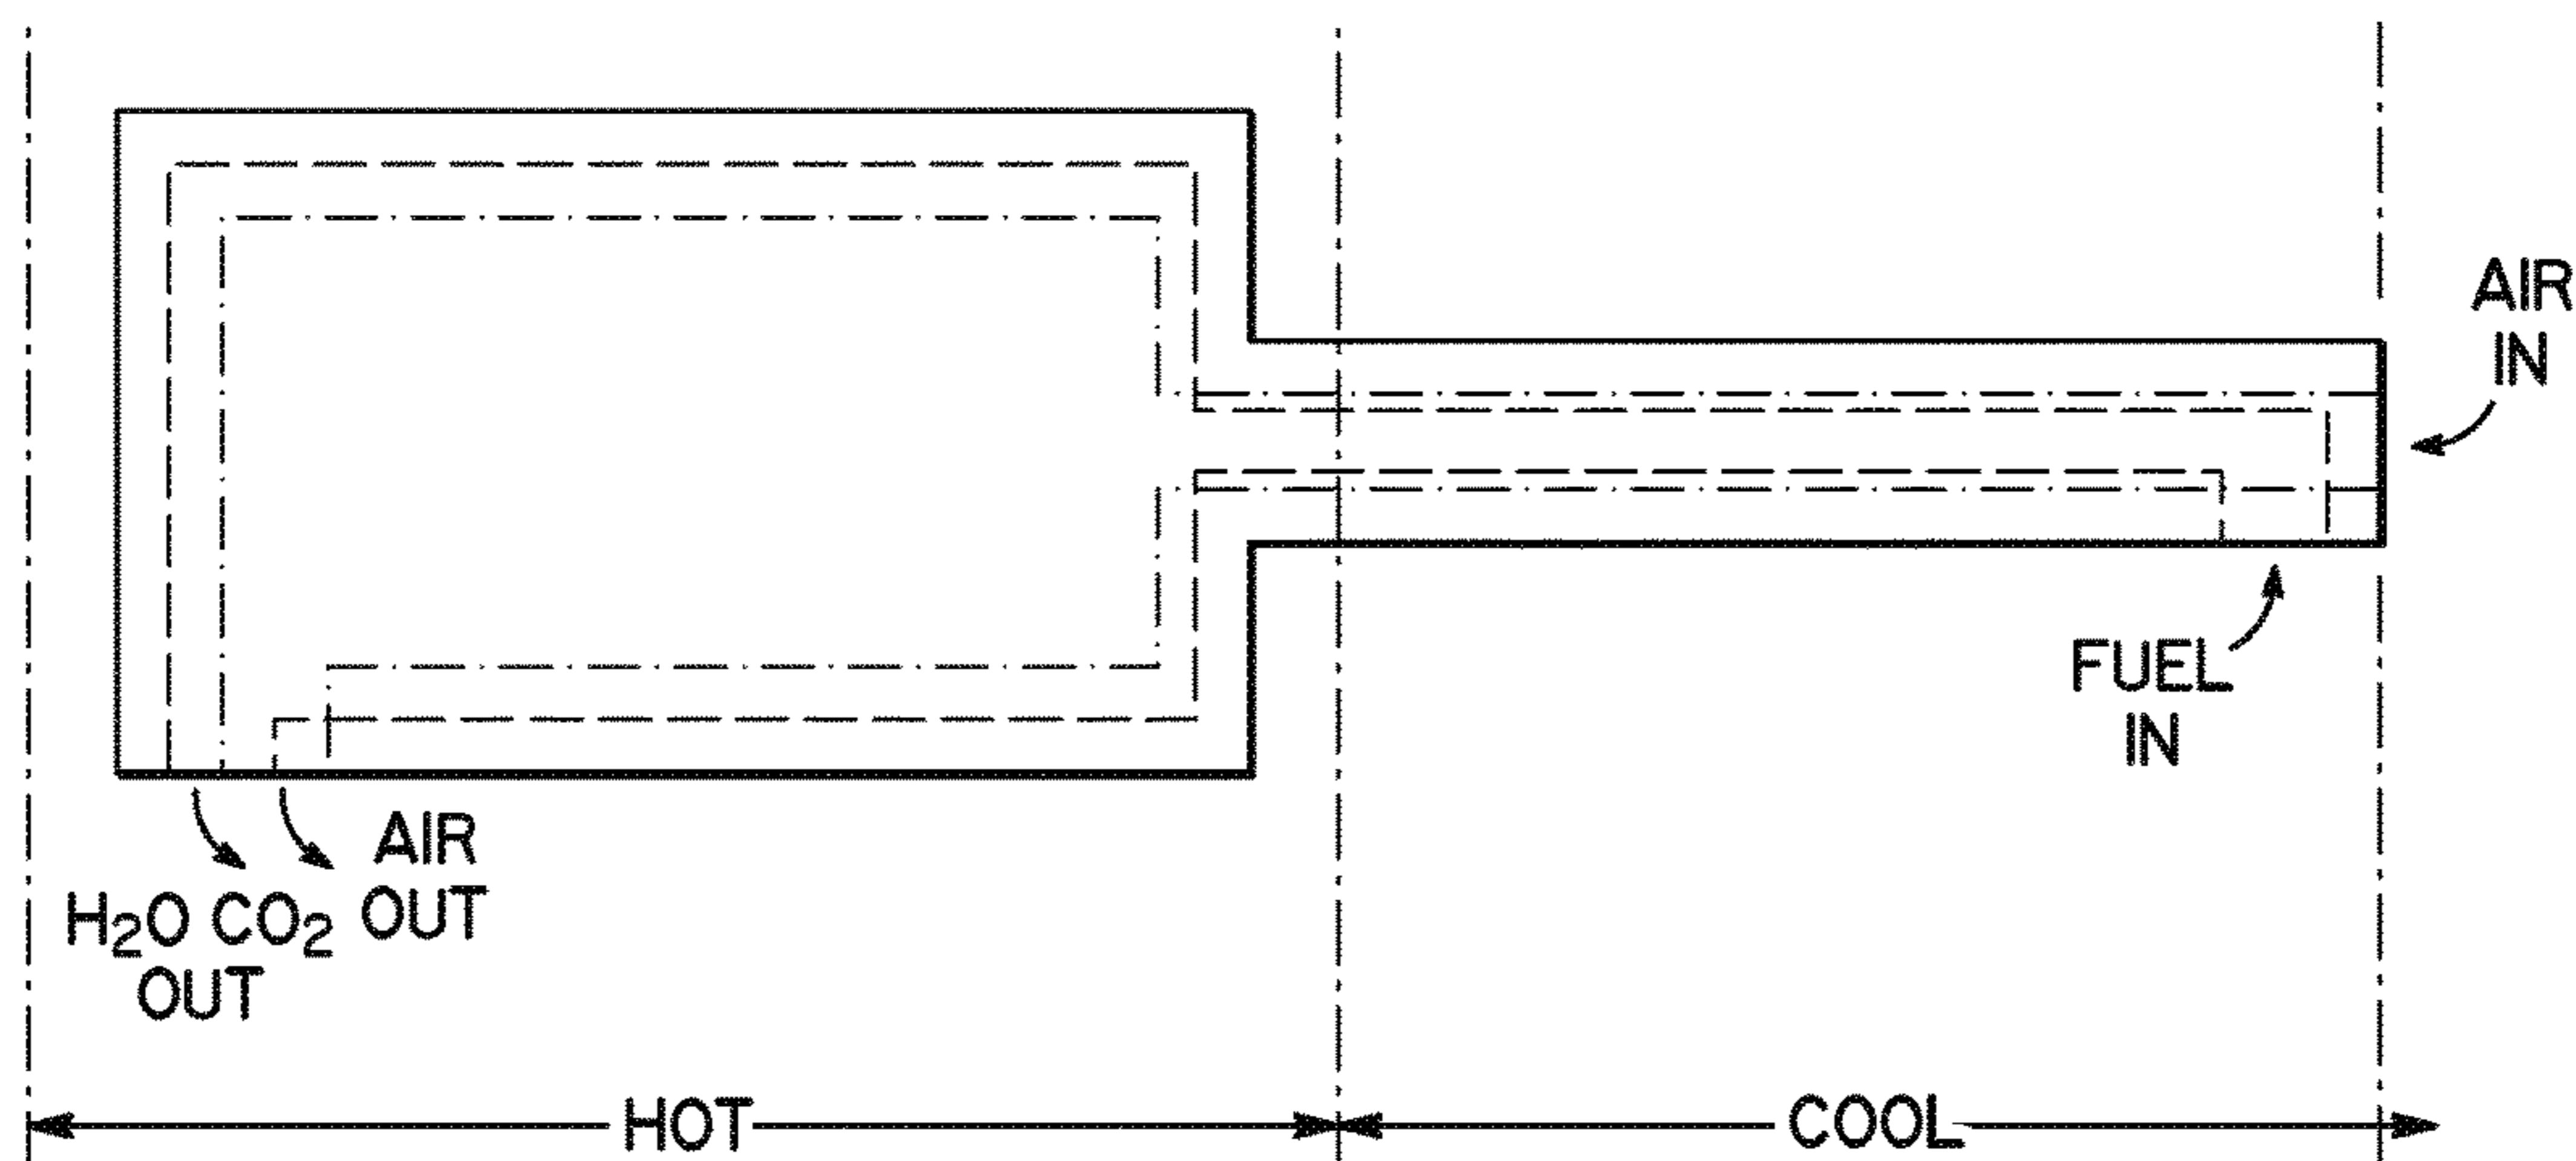 AIR
IN
FUEL
IN
AIR
OUT
H₂O CO₂
OUT
HOT
COOL